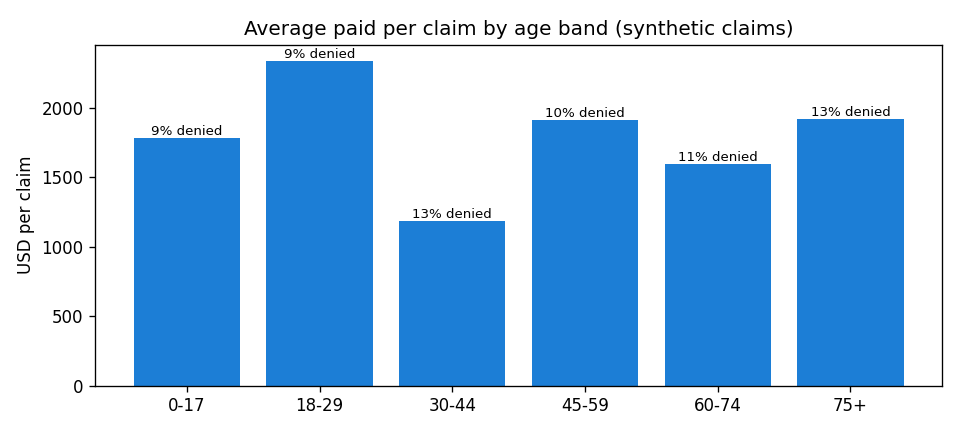 Average paid per claim by age band (synthetic claims)
USD per claim
2000
1500
1000
500
0
9% denied
9% denied
13% denied
10% denied
11% denied
13% denied
0-17
18-29
30-44
45-59
60-74
75+